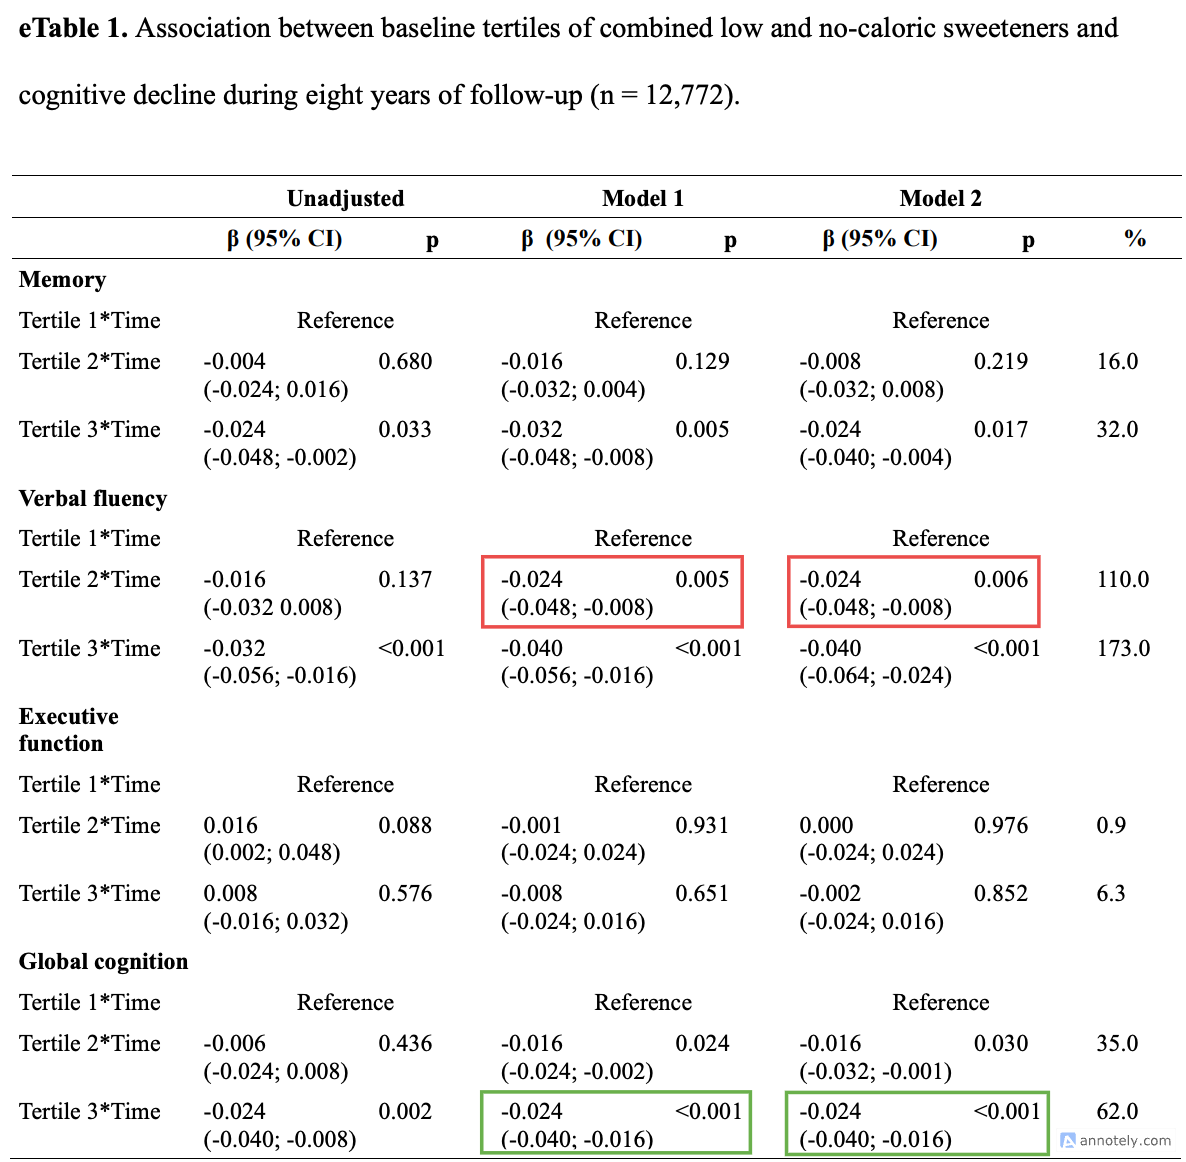 eTable 1. Association between baseline tertiles of combined low and no-caloric sweeteners and
cognitive decline during eight years of follow-up (n = 12,772).
Unadjusted Model 1 Model 2
β (95% CI) p β (95% CI) p β (95% CI) p %
Memory
Tertile 1*Time Reference Reference Reference
Tertile 2*Time -0.004 0.680 -0.016 0.129 -0.008 0.219 16.0
(-0.024; 0.016) (-0.032; 0.004) (-0.032; 0.008)
Tertile 3*Time -0.024 0.033 -0.032 0.005 -0.024 0.017 32.0
(-0.048; -0.002) (-0.048; -0.008) (-0.040; -0.004)
Verbal fluency
Tertile 1*Time Reference Reference Reference
Tertile 2*Time -0.016 0.137 -0.024 0.005 -0.024 0.006 110.0
(-0.032 0.008) (-0.048; -0.008) (-0.048; -0.008)
Tertile 3*Time -0.032 <0.001 -0.040 <0.001 -0.040 <0.001 173.0
(-0.056; -0.016) (-0.056; -0.016) (-0.064; -0.024)
Executive
function
Tertile 1*Time Reference Reference Reference
Tertile 2*Time 0.016 0.088 -0.001 0.931 0.000 0.976 0.9
(0.002; 0.048) (-0.024; 0.024) (-0.024; 0.024)
Tertile 3*Time 0.008 0.576 -0.008 0.651 -0.002 0.852 6.3
(-0.016; 0.032) (-0.024; 0.016) (-0.024; 0.016)
Global cognition
Tertile 1*Time Reference Reference Reference
Tertile 2*Time -0.006 0.436 -0.016 0.024 -0.016 0.030 35.0
(-0.024; 0.008) (-0.024; -0.002) (-0.032; -0.001)
Tertile 3*Time -0.024 0.002 -0.024 <0.001 -0.024 <0.001 62.0
(-0.040; -0.008) (-0.040; -0.016) (-0.040; -0.016)
annotely.com